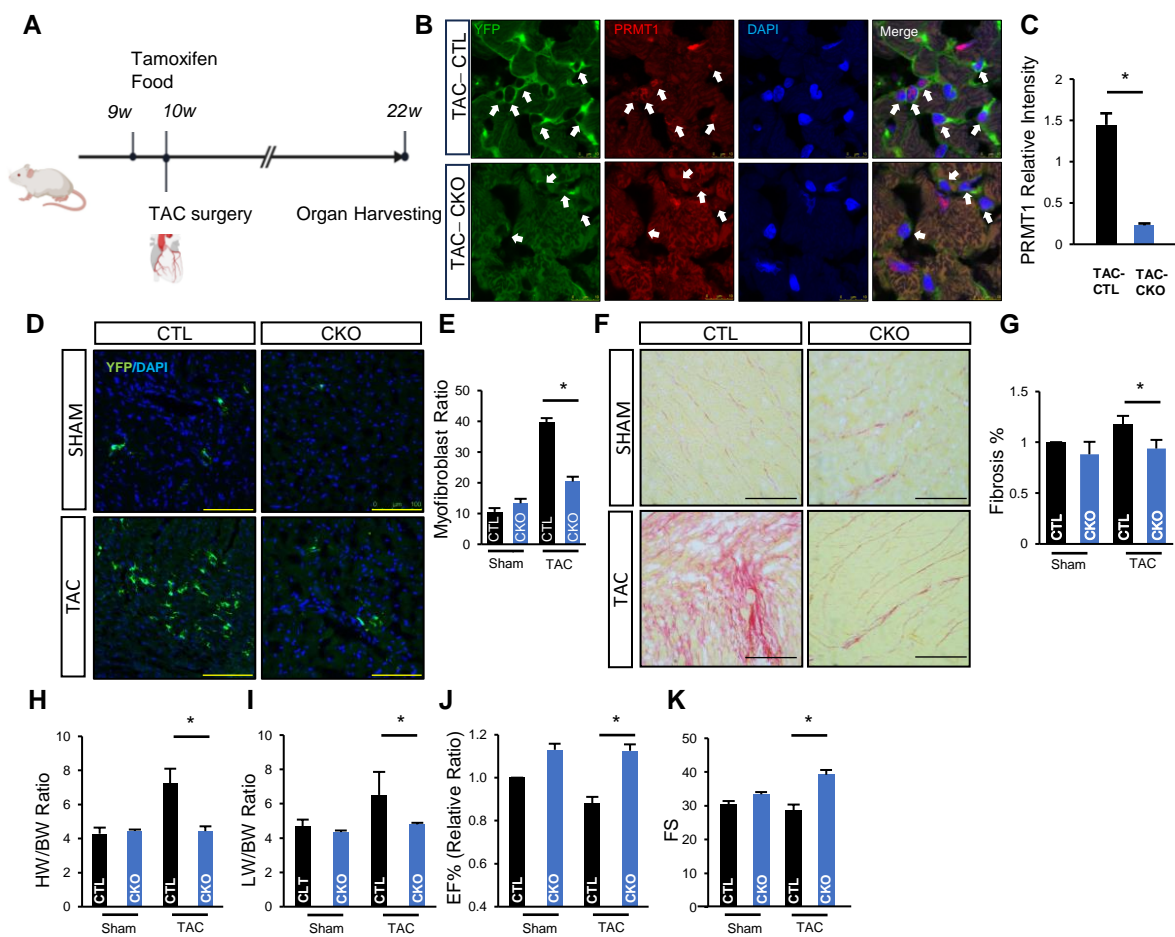 A
Tamoxifen
Food
9w
10w
22w
TAC surgery
Organ Harvesting
B
YFP
PRMT1
DAPI
Merge
TAC– CTL
TAC– CKO
C
PRMT1 Relative Intensity
2
1.5
1
0.5
0
*
TAC-
CTL
TAC-
CKO
D
CTL
CKO
SHAM
TAC
YFP/DAPI
0 µm 100
E
Myofibroblast Ratio
50
40
30
20
10
0
*
CTL
CKO
CTL
CKO
Sham
TAC
F
CTL
CKO
SHAM
TAC
G
Fibrosis %
1.5
1
0.5
0
*
CTL
CKO
CTL
CKO
Sham
TAC
H
HW/BW Ratio
10
8
6
4
2
0
*
CTL
CKO
CTL
CKO
Sham
TAC
I
LW/BW Ratio
10
8
6
4
2
0
*
CLT
CKO
CTL
CKO
Sham
TAC
J
EF% (Relative Ratio)
1.2
1.0
0.8
0.6
0.4
*
CTL
CKO
CTL
CKO
Sham
TAC
K
FS
50
40
30
20
10
0
*
CTL
CKO
CTL
CKO
Sham
TAC